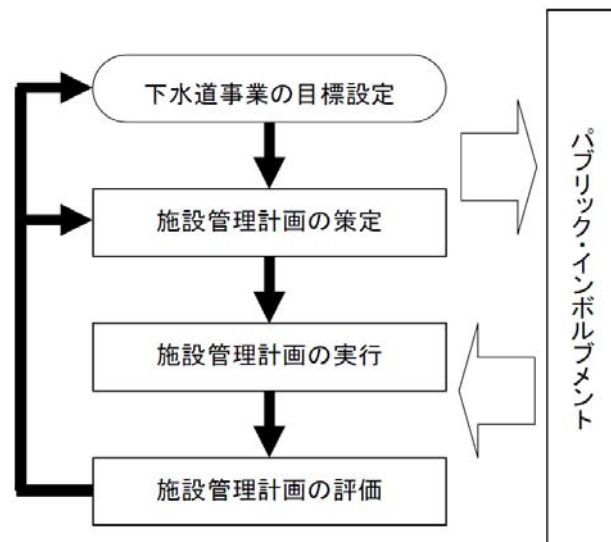 下水道事業の目標設定
施設管理計画の策定
施設管理計画の実行
施設管理計画の評価
パブリック・インボルブメント